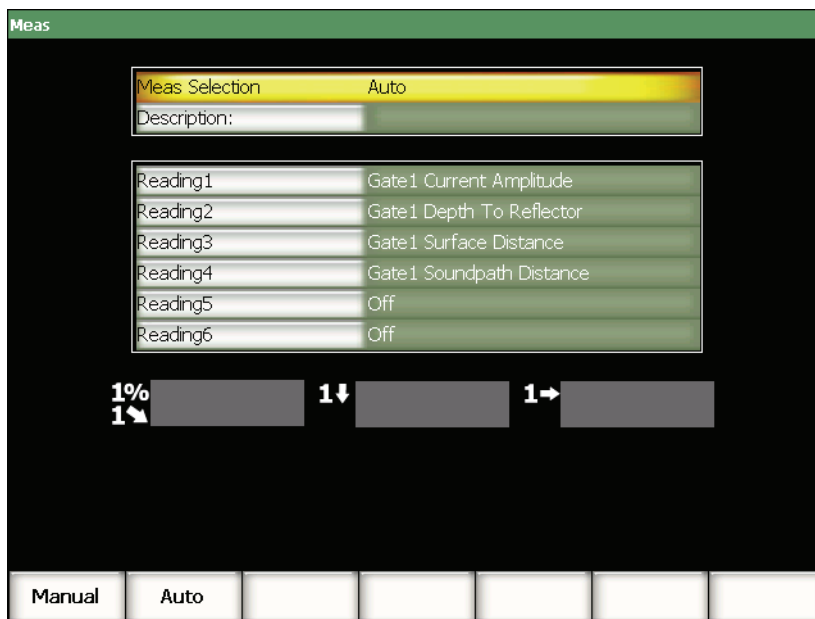 Meas
Meas Selection Auto
Description:
Reading1 Gate1 Current Amplitude
Reading2 Gate1 Depth To Reflector
Reading3 Gate1 Surface Distance
Reading4 Gate1 Soundpath Distance
Reading5 Off
Reading6 Off
1% 1⬇ 1➡
1⬊
Manual Auto